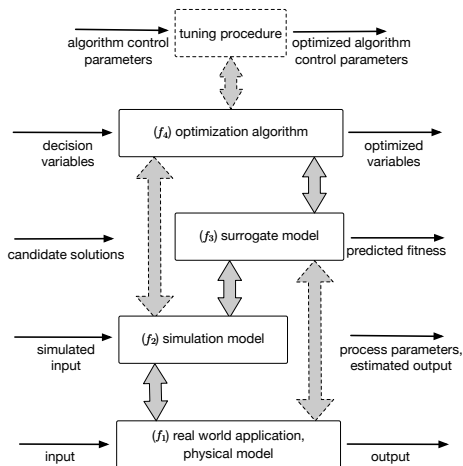 algorithm control
parameters
tuning procedure
optimized algorithm
control parameters
decision
variables
(f₄) optimization algorithm
optimized
variables
candidate solutions
(f₃) surrogate model
predicted fitness
simulated
input
(f₂) simulation model
process parameters,
estimated output
input
(f₁) real world application,
physical model
output